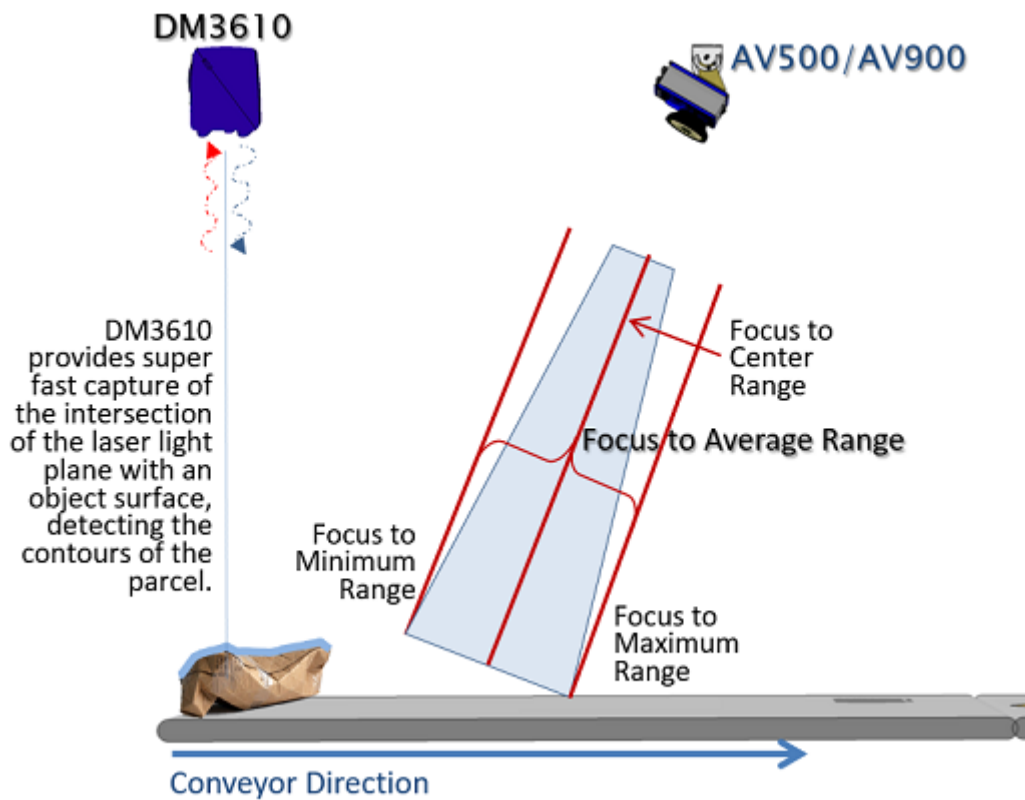 DM3610
AV500/AV900
DM3610
provides super
fast capture of
the intersection
of the laser light
plane with an
object surface,
detecting the
contours of the
parcel.
Focus to
Center
Range
Focus to Average Range
Focus to
Minimum
Range
Focus to
Maximum
Range
Conveyor Direction